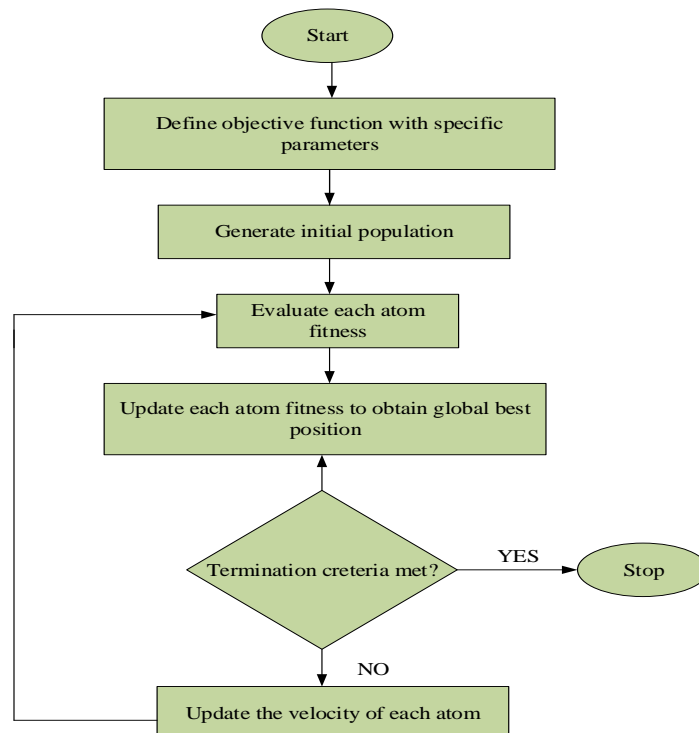 Start
Define objective function with specific
parameters
Generate initial population
Evaluate each atom
fitness
Update each atom fitness to obtain global best
position
Termination creteria met?
YES
Stop
NO
Update the velocity of each atom